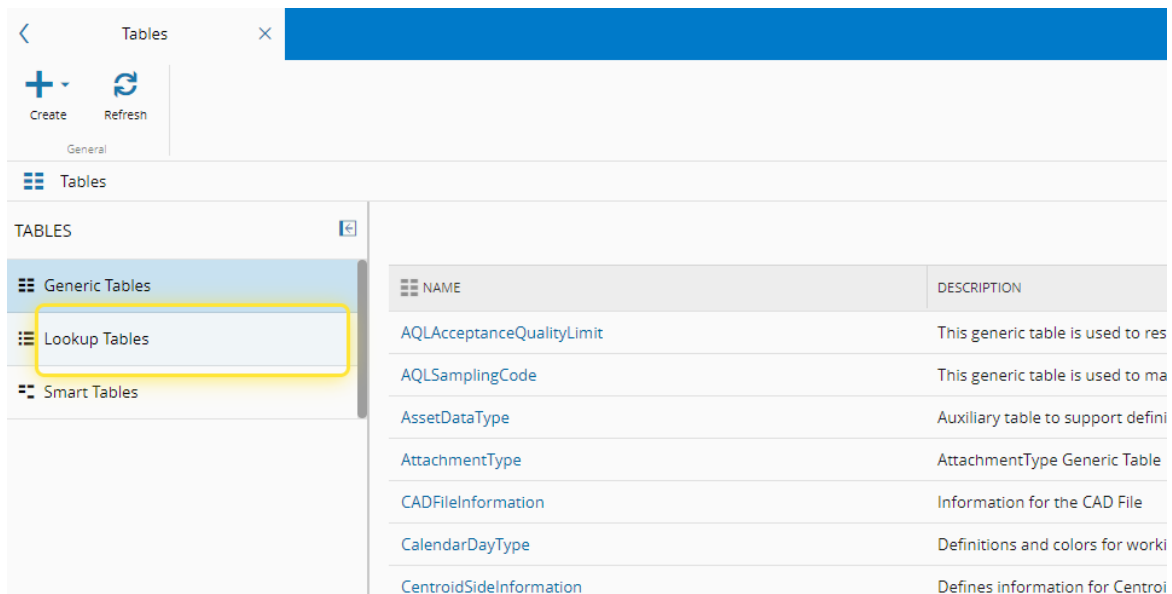 Tables
Create Refresh
General
Tables
TABLES
Generic Tables
Lookup Tables
Smart Tables
NAME DESCRIPTION
AQLAcceptanceQualityLimit This generic table is used to res
AQLSamplingCode This generic table is used to ma
AssetDataType Auxiliary table to support defini
AttachmentType AttachmentType Generic Table
CADFileInformation Information for the CAD File
CalendarDayType Definitions and colors for worki
CentroidSideInformation Defines information for Centroi